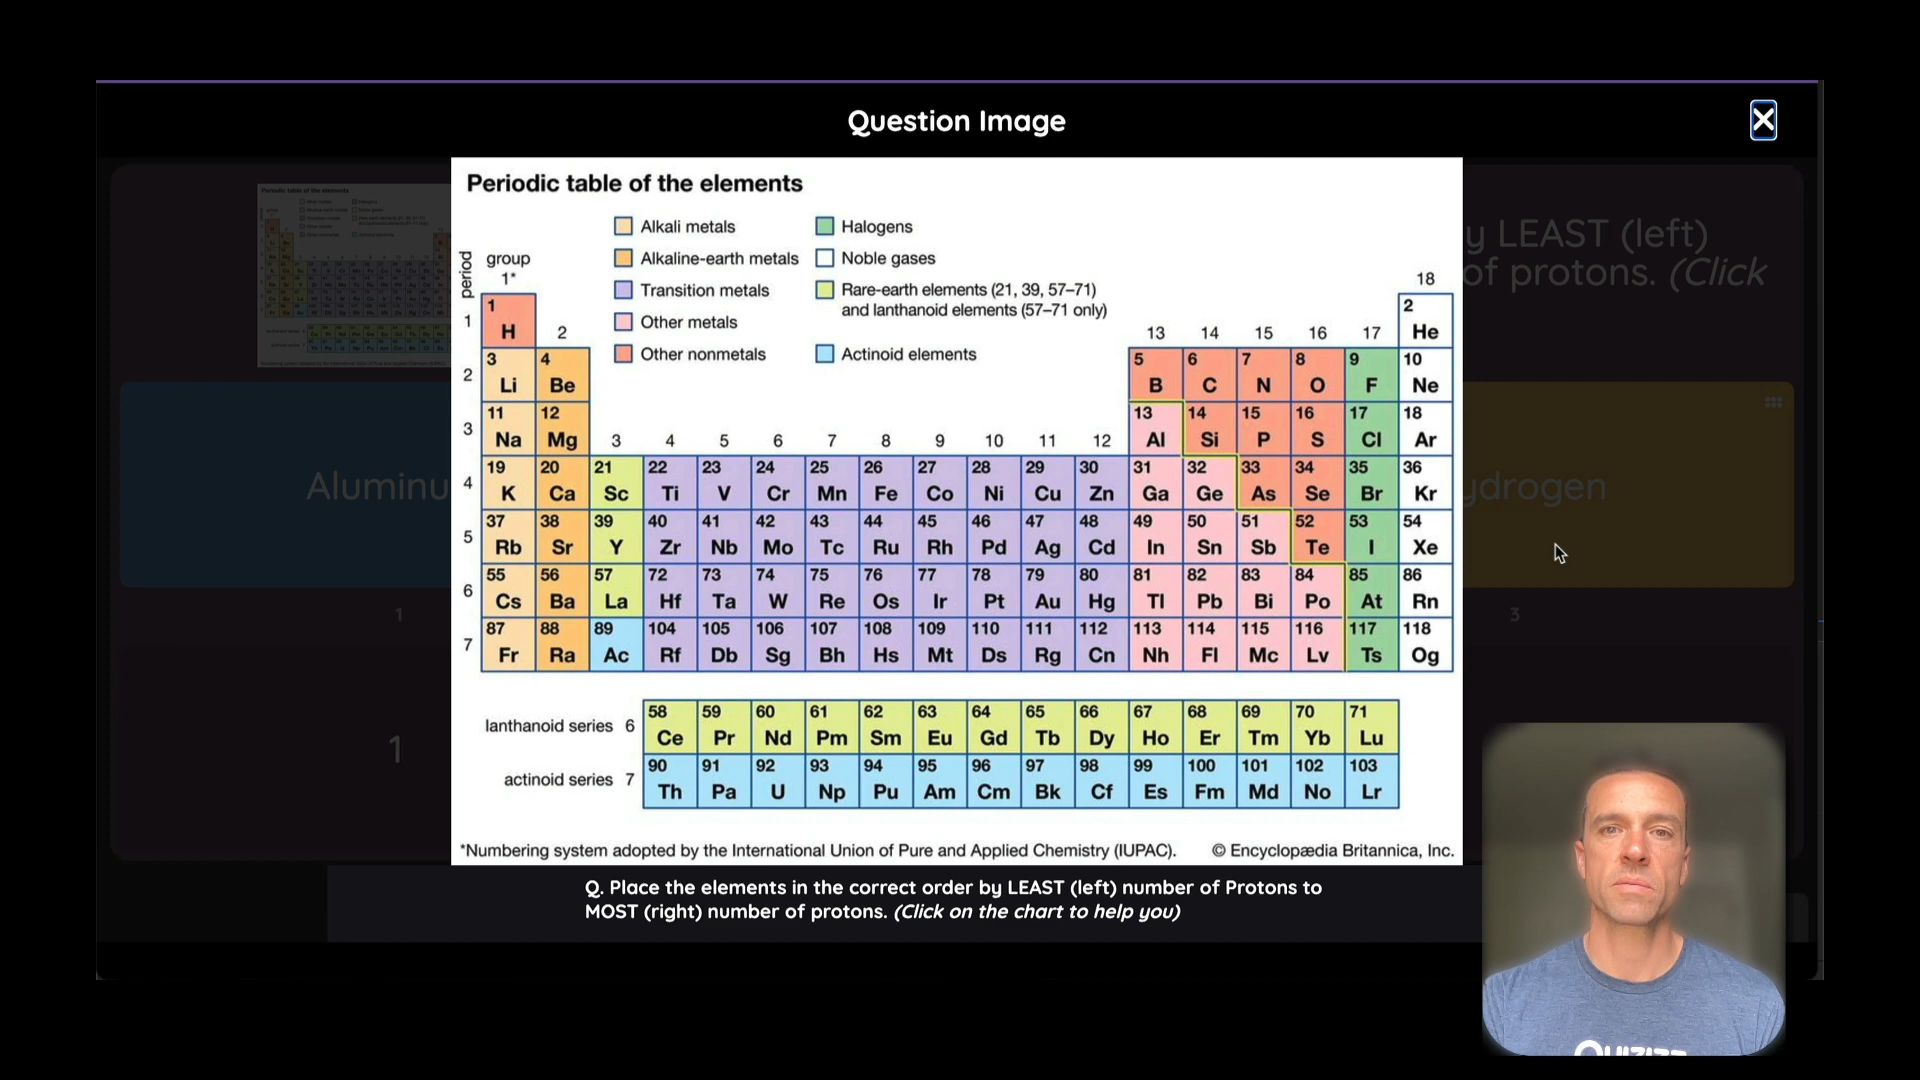 Question Image
Periodic table of the elements
Alkali metals
Alkaline-earth metals
Transition metals
Other metals
Other nonmetals
Halogens
Noble gases
Rare-earth elements (21, 39, 57–71)
and lanthanoid elements (57–71 only)
Actinoid elements
period
group
1* 18
1 2
1 H 2 He
13 14 15 16 17
2 3 Li 4 Be 5 B 6 C 7 N 8 O 9 F 10 Ne
3 11 Na 12 Mg 13 Al 14 Si 15 P 16 S 17 Cl 18 Ar
3 4 5 6 7 8 9 10 11 12
4 19 K 20 Ca 21 Sc 22 Ti 23 V 24 Cr 25 Mn 26 Fe 27 Co 28 Ni 29 Cu 30 Zn 31 Ga 32 Ge 33 As 34 Se 35 Br 36 Kr
5 37 Rb 38 Sr 39 Y 40 Zr 41 Nb 42 Mo 43 Tc 44 Ru 45 Rh 46 Pd 47 Ag 48 Cd 49 In 50 Sn 51 Sb 52 Te 53 I 54 Xe
6 55 Cs 56 Ba 57 La 72 Hf 73 Ta 74 W 75 Re 76 Os 77 Ir 78 Pt 79 Au 80 Hg 81 Tl 82 Pb 83 Bi 84 Po 85 At 86 Rn
7 87 Fr 88 Ra 89 Ac 104 Rf 105 Db 106 Sg 107 Bh 108 Hs 109 Mt 110 Ds 111 Rg 112 Cn 113 Nh 114 Fl 115 Mc 116 Lv 117 Ts 118 Og
lanthanoid series 6 58 Ce 59 Pr 60 Nd 61 Pm 62 Sm 63 Eu 64 Gd 65 Tb 66 Dy 67 Ho 68 Er 69 Tm 70 Yb 71 Lu
actinoid series 7 90 Th 91 Pa 92 U 93 Np 94 Pu 95 Am 96 Cm 97 Bk 98 Cf 99 Es 100 Fm 101 Md 102 No 103 Lr
*Numbering system adopted by the International Union of Pure and Applied Chemistry (IUPAC). © Encyclopædia Britannica, Inc.
Q. Place the elements in the correct order by LEAST (left) number of Protons to
MOST (right) number of protons. (Click on the chart to help you)
y LEAST (left)
of protons. (Click
Aluminu
ydrogen
1
3
1